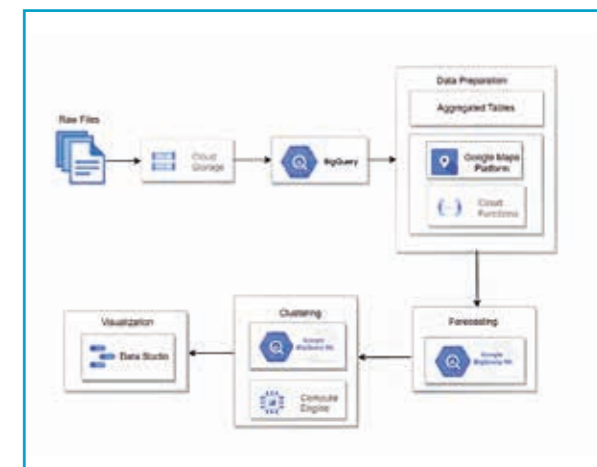 Raw Files
Cloud
Storage
BigQuery
Data Preparation
Aggregated Tables
Google Maps
Platform
Cloud
Functions
Forecasting
Google
BigQuery ML
Clustering
Google
BigQuery ML
Compute
Engine
Visualization
Data Studio